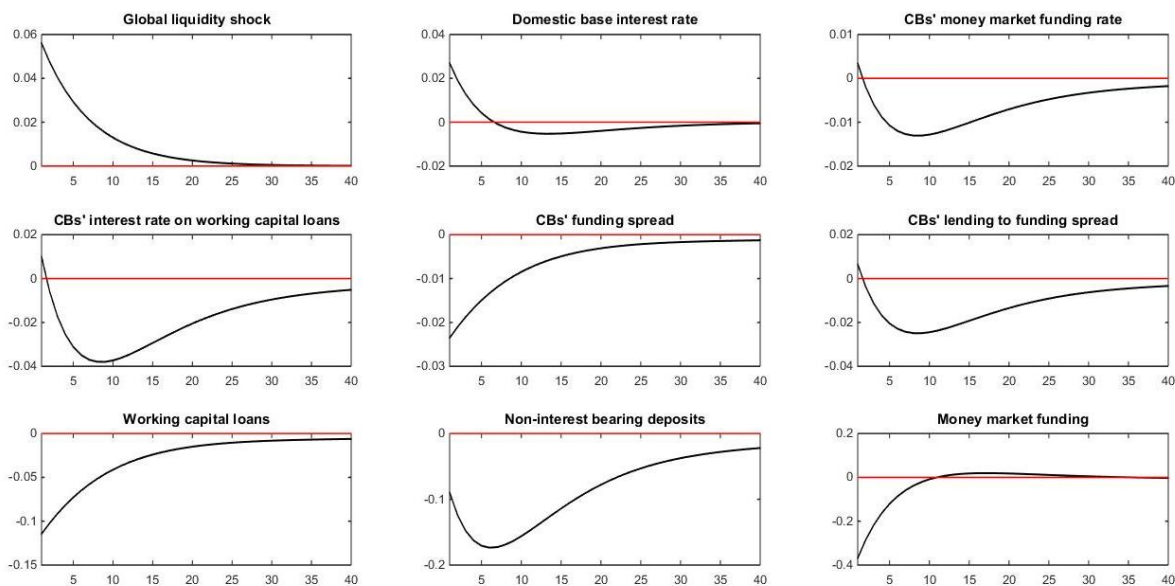 Global liquidity shock
0.06
0.04
0.02
0
5 10 15 20 25 30 35 40
Domestic base interest rate
0.04
0.02
0
-0.02
5 10 15 20 25 30 35 40
CBs' money market funding rate
0.01
0
-0.01
-0.02
5 10 15 20 25 30 35 40
CBs' interest rate on working capital loans
0.02
0
-0.02
-0.04
5 10 15 20 25 30 35 40
CBs' funding spread
0
-0.01
-0.02
-0.03
5 10 15 20 25 30 35 40
CBs' lending to funding spread
0.02
0
-0.02
-0.04
5 10 15 20 25 30 35 40
Working capital loans
0
-0.05
-0.1
-0.15
5 10 15 20 25 30 35 40
Non-interest bearing deposits
0
-0.1
-0.2
5 10 15 20 25 30 35 40
Money market funding
0.2
0
-0.2
-0.4
5 10 15 20 25 30 35 40